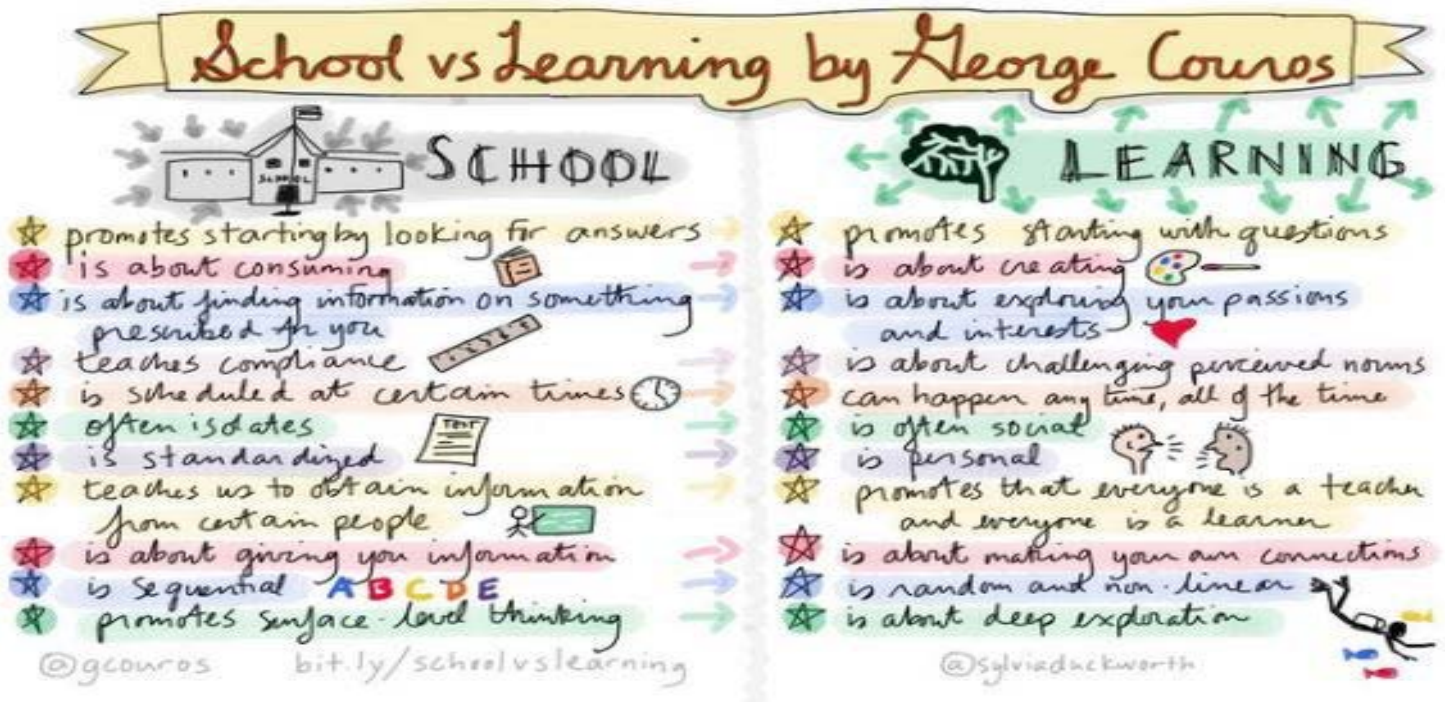 School vs Learning by George Couros
SCHOOL
SCHOOL
promotes starting by looking for answers
is about consuming
is about finding information on something
prescribed for you
teaches compliance
is scheduled at certain times
often isolates
TEST
is standardized
teaches us to obtain information
from certain people
is about giving you information
is sequential A B C D E
promotes surface-level thinking
@gcouros bit.ly/schoolvslearning
LEARNING
promotes starting with questions
is about creating
is about exploring your passions
and interests
is about challenging perceived norms
can happen any time, all of the time
is often social
is personal
promotes that everyone is a teacher
and everyone is a learner
is about making your own connections
is random and non-linear
is about deep exploration
@sylviaduckworth